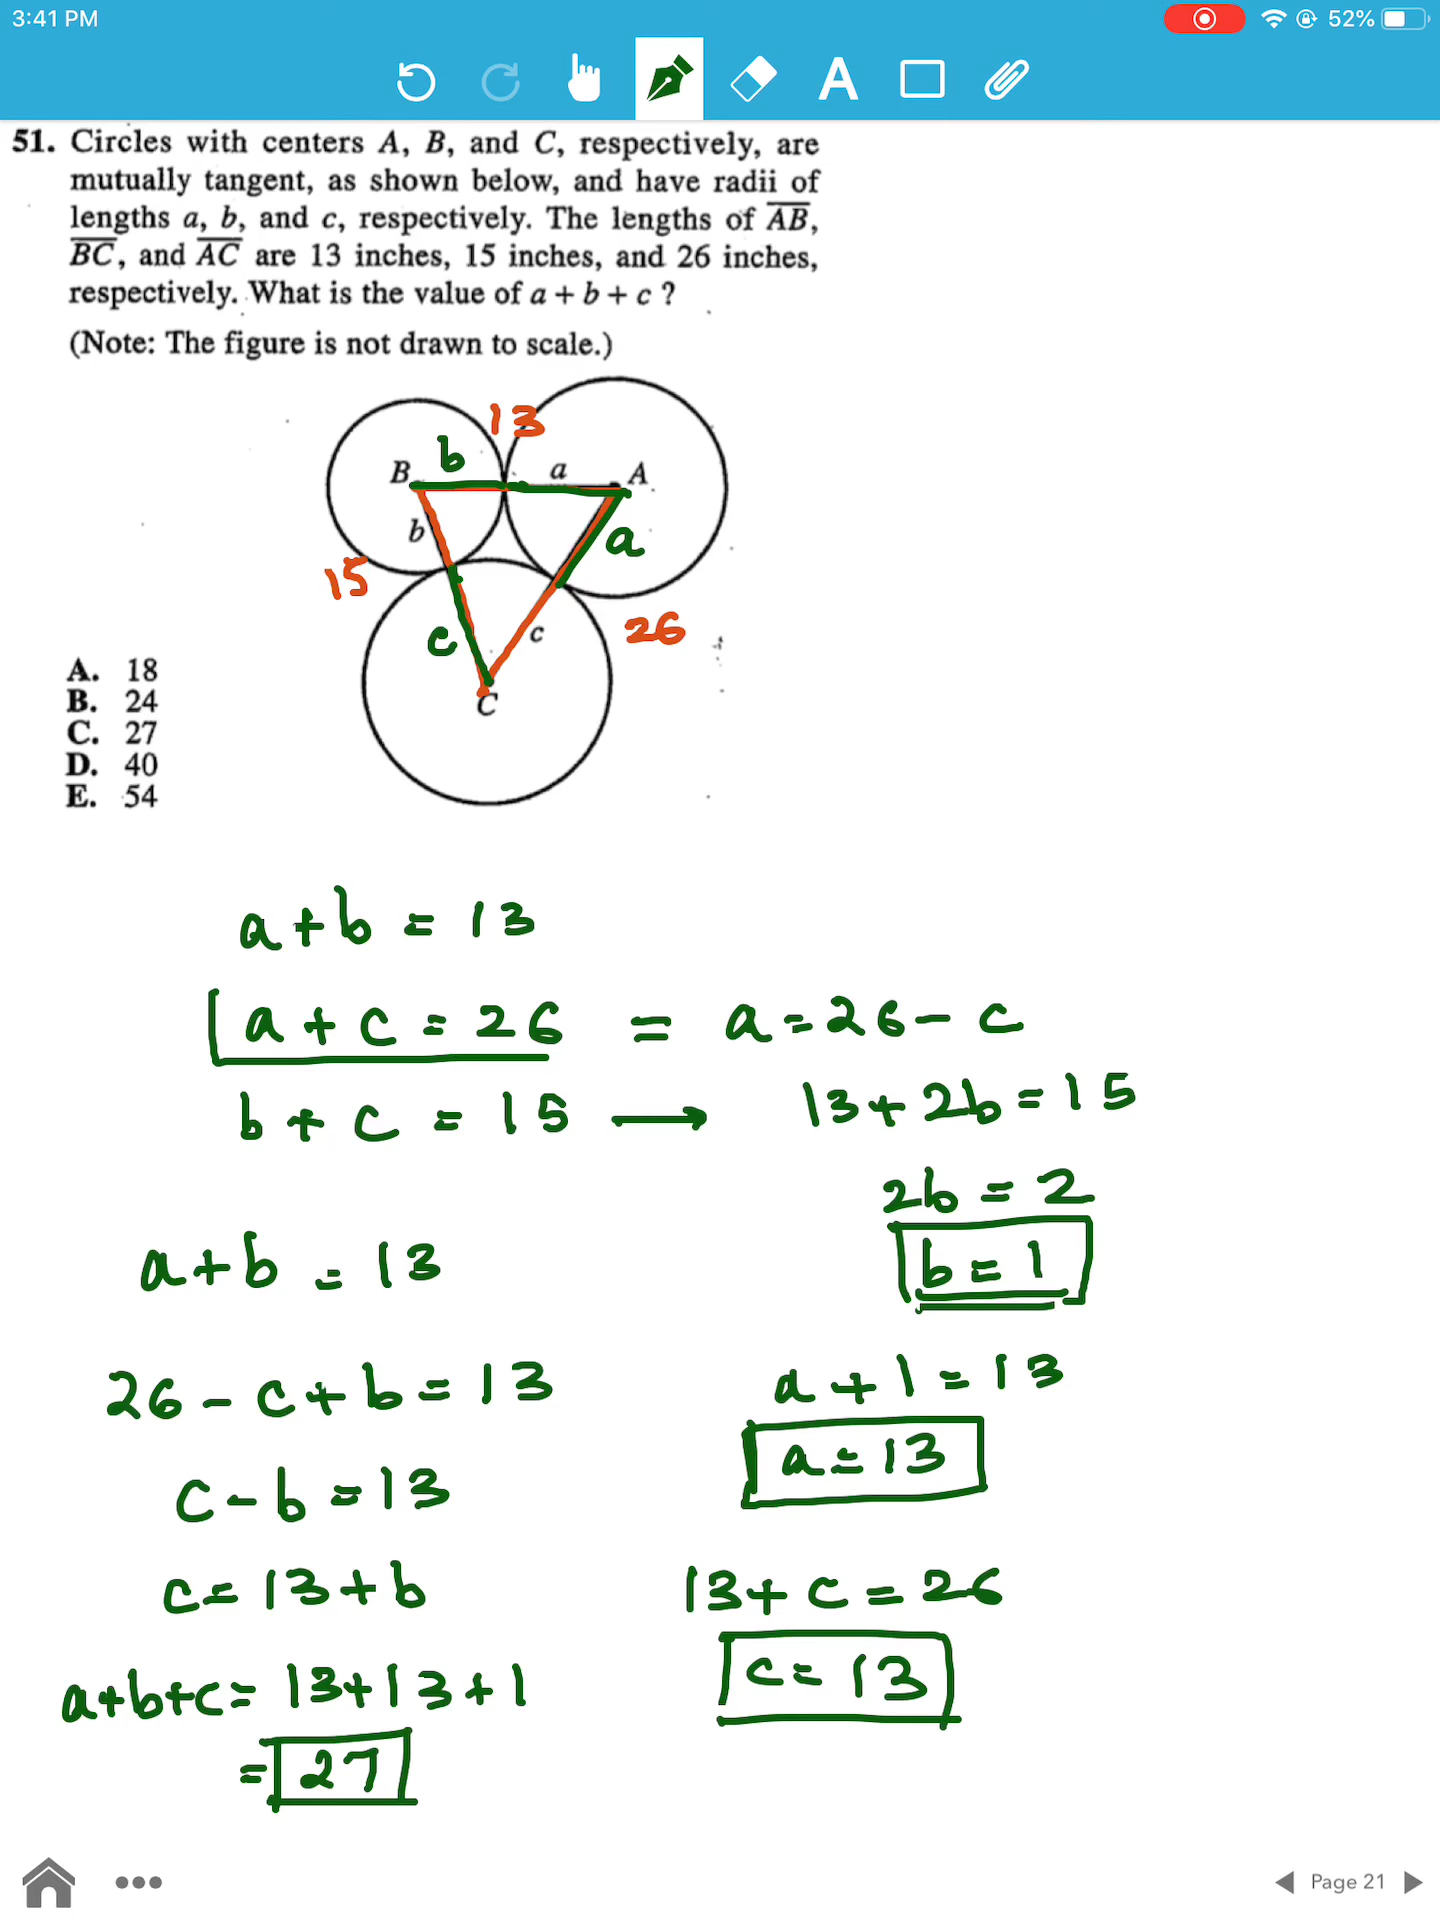 3:41 PM
52%
A
51. Circles with centers A, B, and C, respectively, are
mutually tangent, as shown below, and have radii of
lengths a, b, and c, respectively. The lengths of AB,
BC, and AC are 13 inches, 15 inches, and 26 inches,
respectively. What is the value of a + b + c ?
(Note: The figure is not drawn to scale.)
13
b
B a A
b a
15
c c 26
C
A. 18
B. 24
C. 27
D. 40
E. 54
a+b = 13
a + c = 26 = a = 26 - c
b + c = 15 → 13 + 2b = 15
2b = 2
b = 1
a+b = 13
26 - c + b = 13
a + 1 = 13
a = 13
c - b = 13
c = 13 + b
13 + c = 26
c = 13
a+b+c = 13+13+1
= 27
Page 21